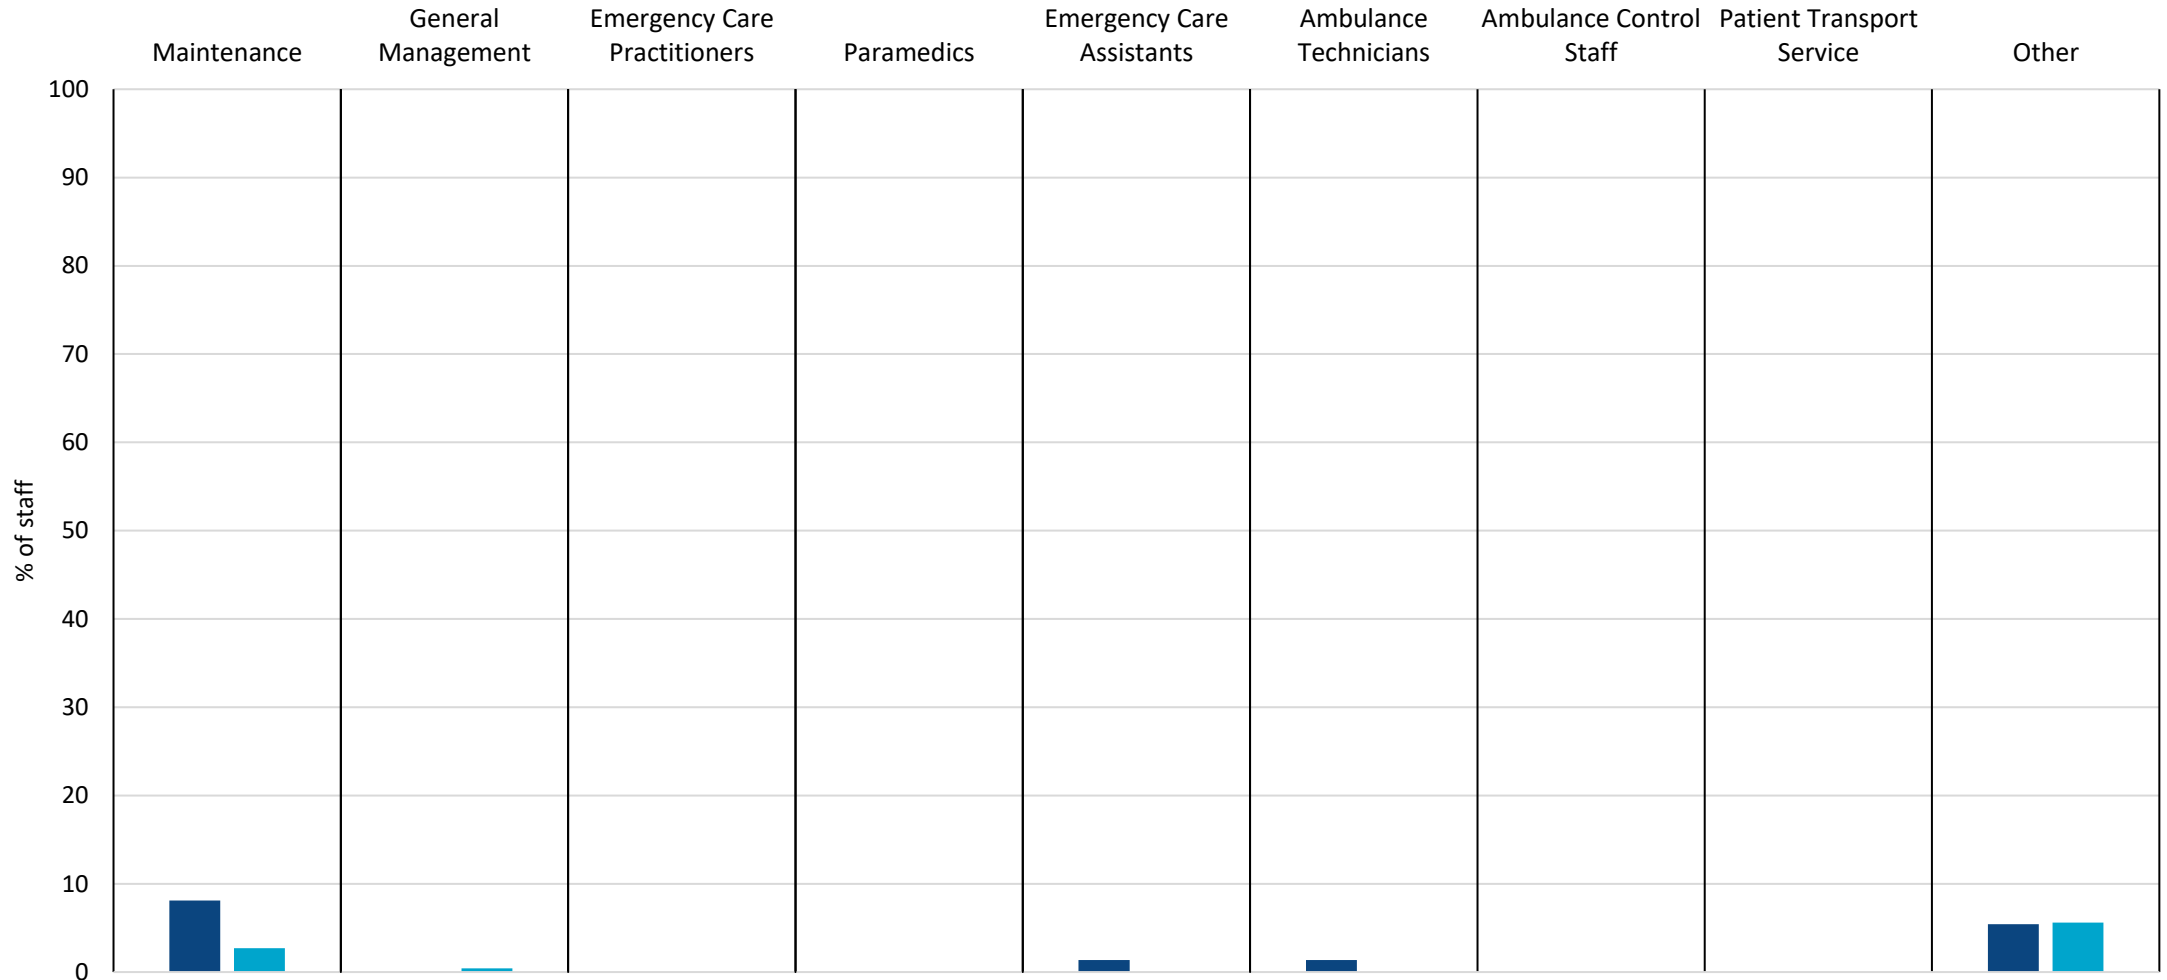 Maintenance
General
Management
Emergency Care
Practitioners
Paramedics
Emergency Care
Assistants
Ambulance
Technicians
Ambulance Control
Staff
Patient Transport
Service
Other
100
90
80
70
60
50
40
30
20
10
0
% of staff